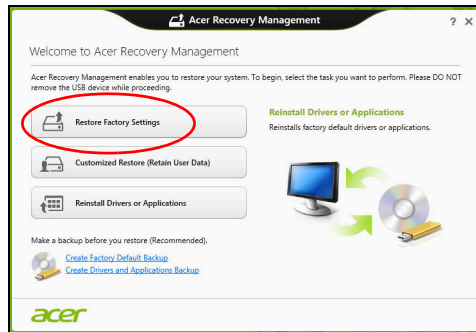 Acer Recovery Management
? X
Welcome to Acer Recovery Management
Acer Recovery Management enables you to restore your system. To begin, select the task you want to perform. Please DO NOT
remove the USB device while proceeding.
Restore Factory Settings
Customized Restore (Retain User Data)
Reinstall Drivers or Applications
Reinstall Drivers or Applications
Reinstalls factory default drivers or applications.
Make a backup before you restore (Recommended).
Create Factory Default Backup
Create Drivers and Applications Backup
acer